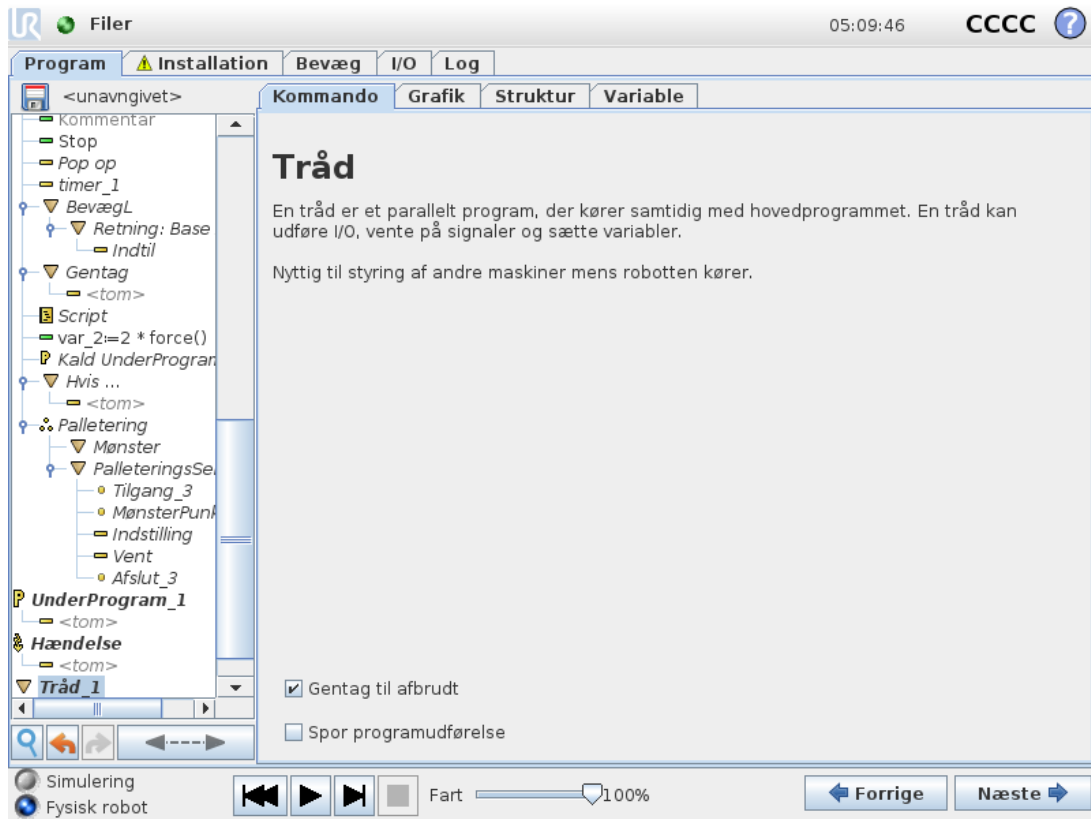 UR Filer 05:09:46 CCCC ?
Program Installation Bevæg I/O Log
<unavngivet>
Kommando Grafik Struktur Variable
Kommentar
Stop
Pop op
timer_1
BevægL
Retning: Base
Indtil
Gentag
<tom>
Script
var_2:=2 * force()
Kald UnderProgram
Hvis ...
<tom>
Palletering
Mønster
PalleteringsSe
Tilgang_3
MønsterPunk
Indstilling
Vent
Afslut_3
UnderProgram_1
<tom>
Hændelse
<tom>
Tråd_1
Tråd
En tråd er et parallelt program, der kører samtidig med hovedprogrammet. En tråd kan
udføre I/O, vente på signaler og sætte variabler.
Nyttig til styring af andre maskiner mens robotten kører.
Gentag til afbrudt
Spor programudførelse
Simulering
Fysisk robot
Fart 100%
Forrige Næste